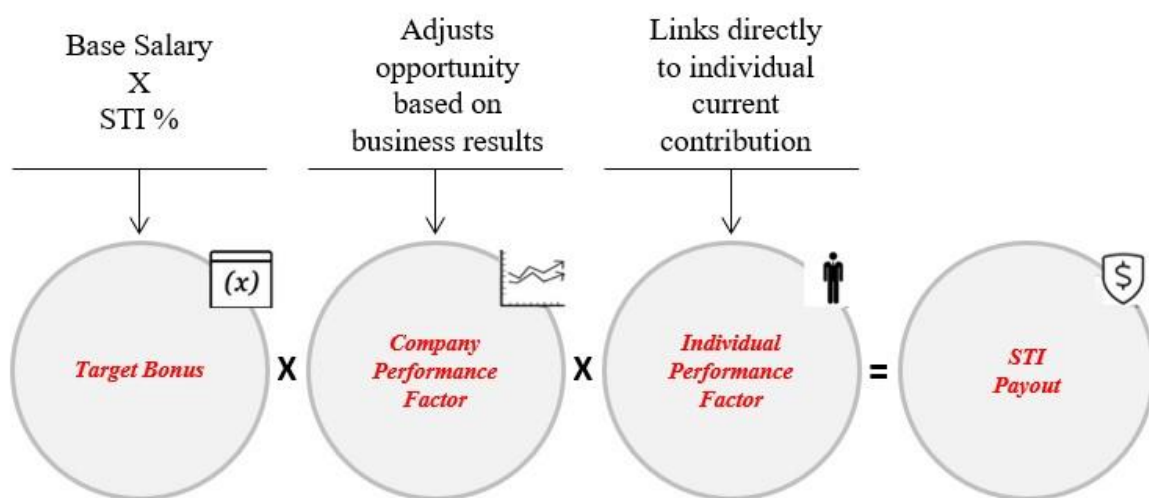 Base Salary
X
STI %
Adjusts
opportunity
based on
business results
Links directly
to individual
current
contribution
(x)
$
Target Bonus
X
Company
Performance
Factor
X
Individual
Performance
Factor
=
STI
Payout